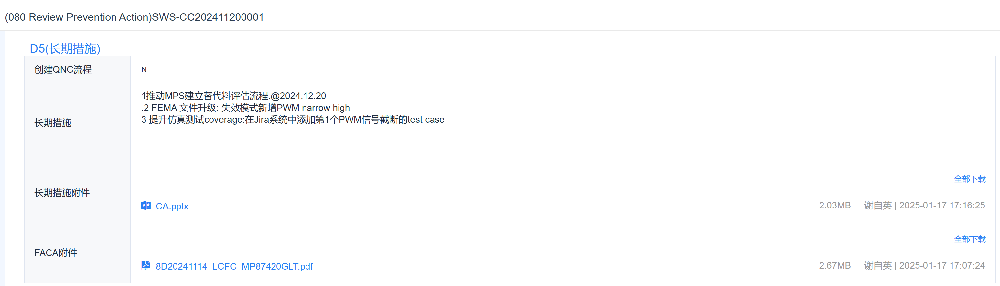 (080 Review Prevention Action)SWS-CC202411200001
D5(长期措施)
创建QNC流程 N
长期措施
1推动MPS建立替代料评估流程.@2024.12.20
.2 FEMA 文件升级: 失效模式新增PWM narrow high
3 提升仿真测试coverage:在Jira系统中添加第1个PWM信号截断的test case
长期措施附件
全部下载
CA.pptx 2.03MB 谢自英 | 2025-01-17 17:16:25
FACA附件
全部下载
8D20241114_LCFC_MP87420GLT.pdf 2.67MB 谢自英 | 2025-01-17 17:07:24